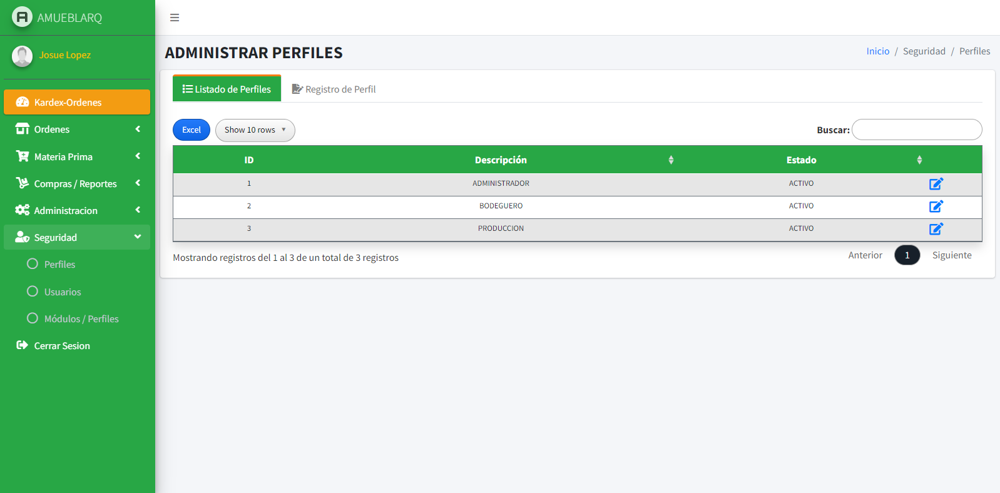 AMUEBLARQ
Josue Lopez
Kardex-Ordenes
Ordenes
Materia Prima
Compras / Reportes
Administracion
Seguridad
Perfiles
Usuarios
Módulos / Perfiles
Cerrar Sesion
ADMINISTRAR PERFILES
Inicio / Seguridad / Perfiles
Listado de Perfiles Registro de Perfil
Excel Show 10 rows Buscar:
ID Descripción Estado
1 ADMINISTRADOR ACTIVO
2 BODEGUERO ACTIVO
3 PRODUCCION ACTIVO
Mostrando registros del 1 al 3 de un total de 3 registros
Anterior 1 Siguiente